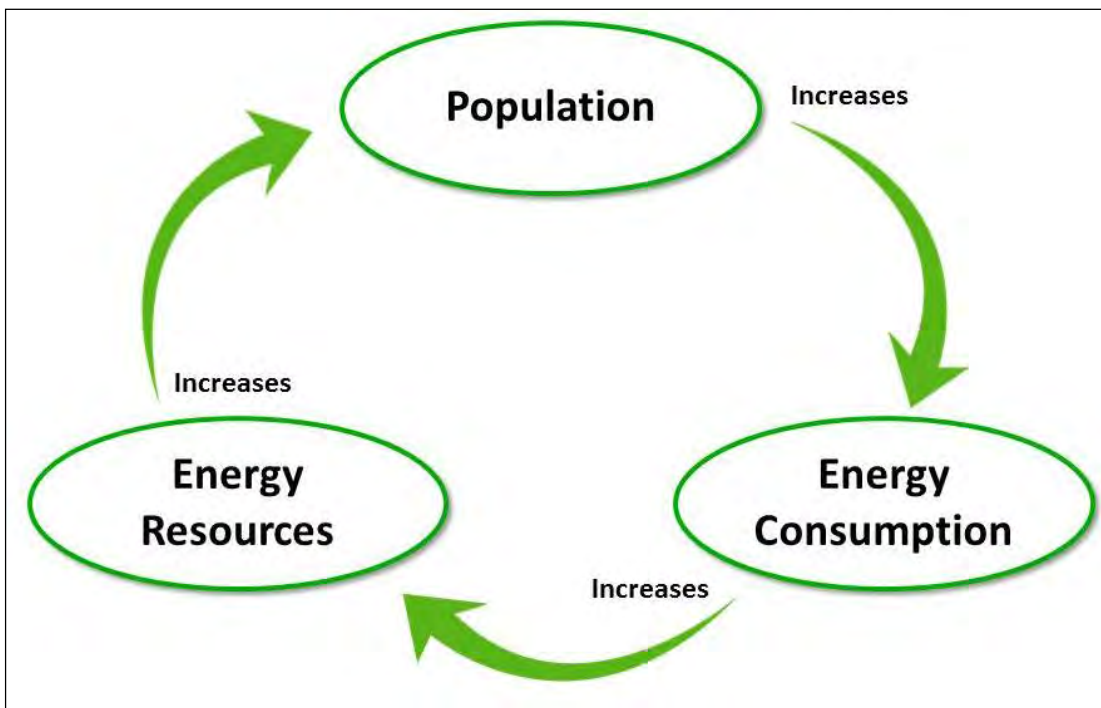 Population
Increases
Increases
Energy
Resources
Energy
Consumption
Increases